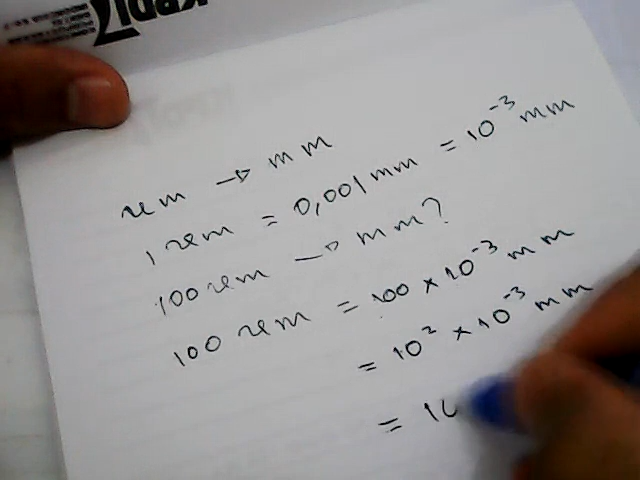 μm → mm
1 μm = 0,001 mm = 10⁻³ mm
100 μm → mm?
100 μm = 100 × 10⁻³ mm
= 10² × 10⁻³ mm
= 10